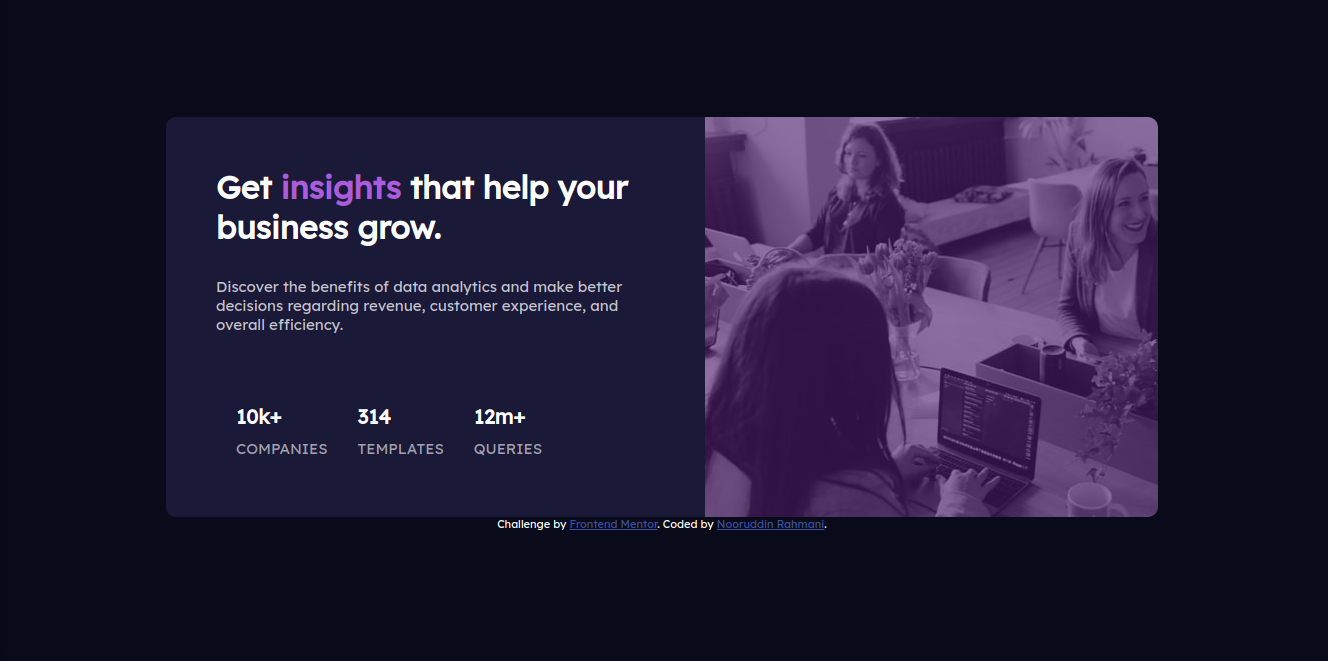 Get insights that help your
business grow.
Discover the benefits of data analytics and make better
decisions regarding revenue, customer experience, and
overall efficiency.
10k+ 314 12m+
COMPANIES TEMPLATES QUERIES
Challenge by Frontend Mentor. Coded by Nooruddin Rahmani.